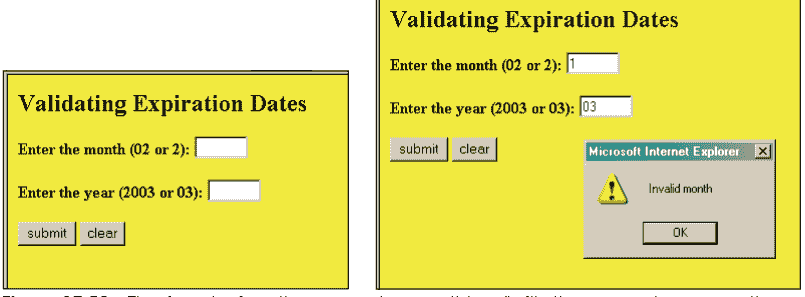 Validating Expiration Dates
Enter the month (02 or 2):
Enter the year (2003 or 03):
submit clear
Validating Expiration Dates
Enter the month (02 or 2): 1
Enter the year (2003 or 03): 03
submit clear
Microsoft Internet Explorer
Invalid month
OK